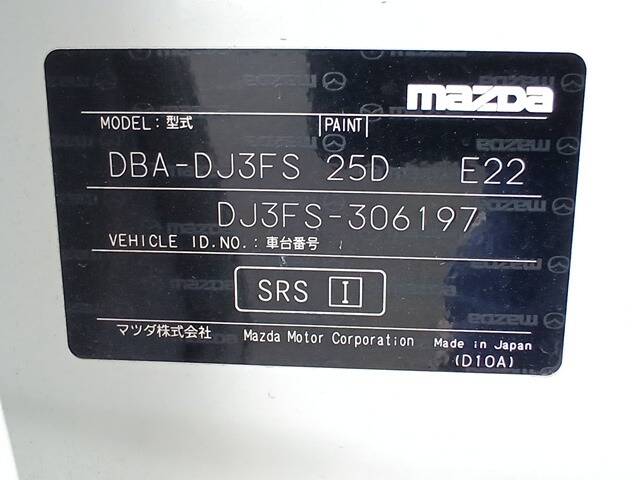 mazda
MODEL: 型式 PAINT
DBA-DJ3FS 25D E22
DJ3FS-306197
VEHICLE ID.NO.: 車台番号
SRS I
マツダ株式会社 Mazda Motor Corporation Made in Japan
(D10A)